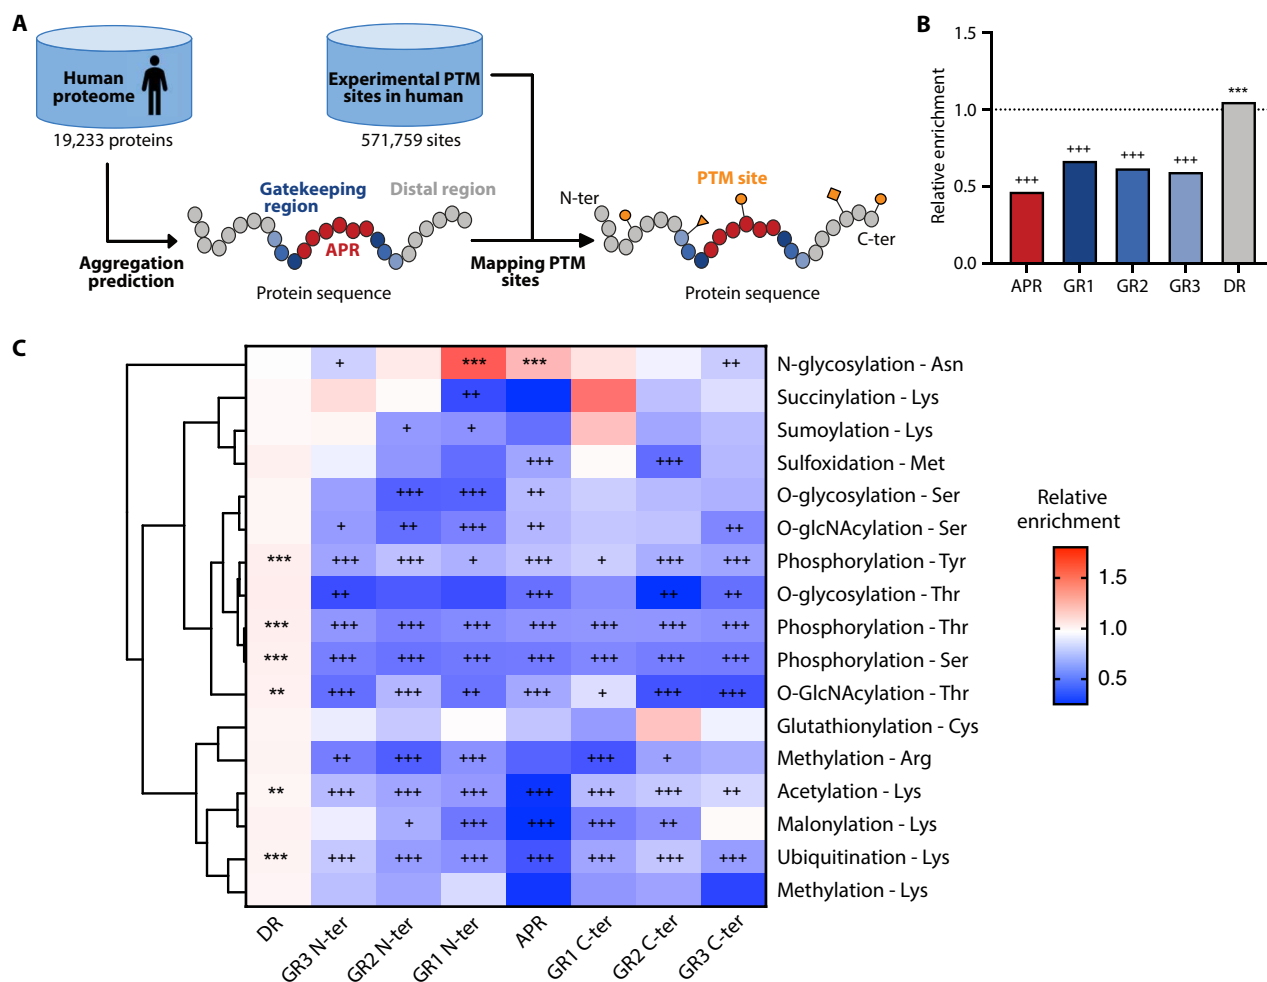 A
Human
proteome
19,233 proteins
Experimental PTM
sites in human
571,759 sites
Aggregation
prediction
Gatekeeping
region
Distal region
APR
Protein sequence
Mapping PTM
sites
N-ter
PTM site
C-ter
Protein sequence
B
Relative enrichment
1.5
1.0
0.5
0.0
+++
+++
+++
+++
***
APR GR1 GR2 GR3 DR
C
+ *** *** ++ N-glycosylation - Asn
++ Succinylation - Lys
+ + Sumoylation - Lys
+++ +++ Sulfoxidation - Met
+++ +++ ++ O-glycosylation - Ser
+ ++ +++ ++ ++ O-glcNAcylation - Ser
*** +++ +++ + +++ + +++ +++ Phosphorylation - Tyr
++ +++ ++ ++ O-glycosylation - Thr
*** +++ +++ +++ +++ +++ +++ +++ Phosphorylation - Thr
*** +++ +++ +++ +++ +++ +++ +++ Phosphorylation - Ser
** +++ +++ ++ +++ + +++ +++ O-GlcNAcylation - Thr
Glutathionylation - Cys
++ +++ +++ +++ + Methylation - Arg
** +++ +++ +++ +++ +++ +++ ++ Acetylation - Lys
+ +++ +++ +++ ++ Malonylation - Lys
*** +++ +++ +++ +++ +++ +++ +++ Ubiquitination - Lys
Methylation - Lys
DR GR3 N-ter GR2 N-ter GR1 N-ter APR GR1 C-ter GR2 C-ter GR3 C-ter
Relative
enrichment
1.5
1.0
0.5